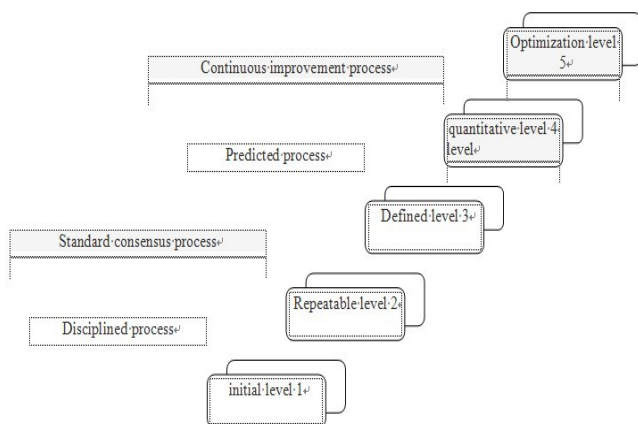 Optimization level
5
Continuous improvement process
quantitative level 4
level
Predicted process
Defined level 3
Standard consensus process
Repeatable level 2
Disciplined process
initial level 1